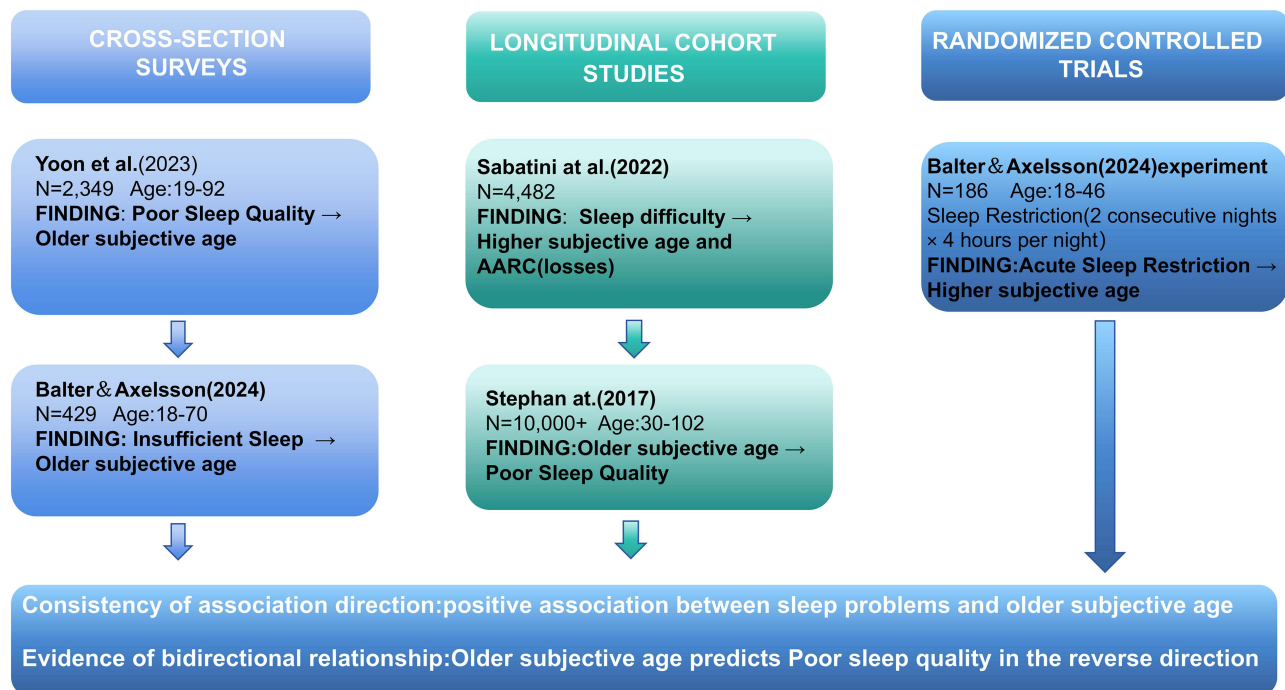 CROSS-SECTION
SURVEYS
LONGITUDINAL COHORT
STUDIES
RANDOMIZED CONTROLLED
TRIALS
Yoon et al.(2023)
N=2,349 Age:19-92
FINDING: Poor Sleep Quality →
Older subjective age
Balter＆Axelsson(2024)
N=429 Age:18-70
FINDING: Insufficient Sleep →
Older subjective age
Sabatini at al.(2022)
N=4,482
FINDING: Sleep difficulty →
Higher subjective age and
AARC(losses)
Stephan at.(2017)
N=10,000+ Age:30-102
FINDING:Older subjective age →
Poor Sleep Quality
Balter＆Axelsson(2024)experiment
N=186 Age:18-46
Sleep Restriction(2 consecutive nights
× 4 hours per night)
FINDING:Acute Sleep Restriction →
Higher subjective age
Consistency of association direction:positive association between sleep problems and older subjective age
Evidence of bidirectional relationship:Older subjective age predicts Poor sleep quality in the reverse direction